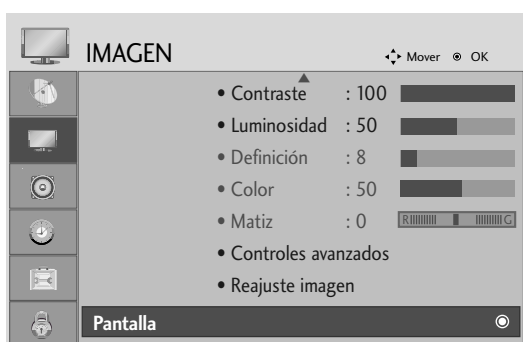 IMAGEN Mover OK
• Contraste : 100
• Luminosidad : 50
• Definición : 8
• Color : 50
• Matiz : 0 R G
• Controles avanzados
• Reajuste imagen
Pantalla